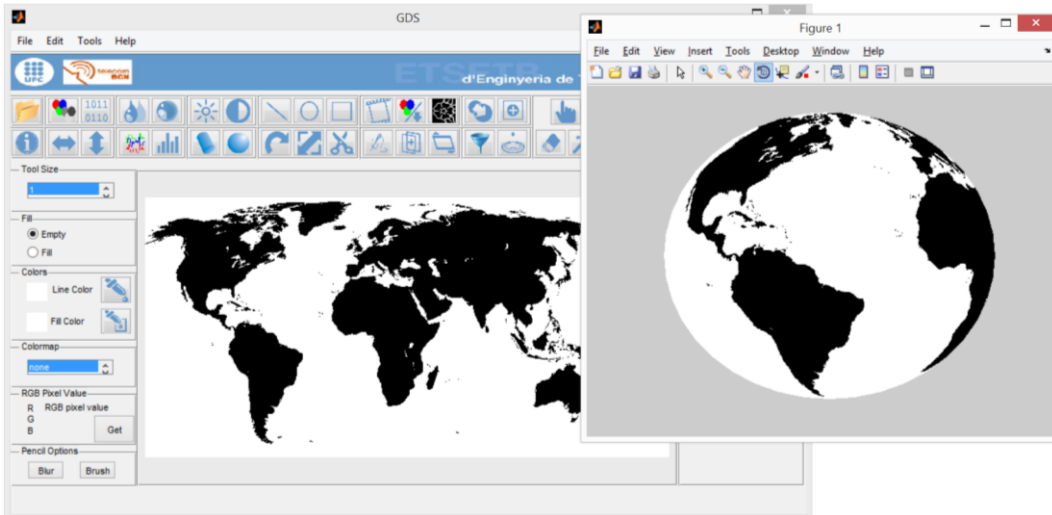 GDS
File Edit Tools Help
UPC
telecom
BCN
ETSETB
d'Enginyeria de
1011
0110
Tool Size
1
Fill
Empty
Fill
Colors
Line Color
Fill Color
Colormap
none
RGB Pixel Value
R RGB pixel value
G
B
Get
Pencil Options
Blur Brush
Figure 1
File Edit View Insert Tools Desktop Window Help